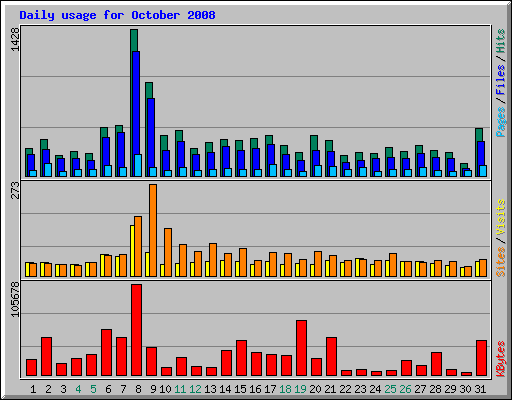 Daily usage for October 2008
1428
Pages / Files / Hits
273
Sites / Visits
105678
KBytes
1 2 3 4 5 6 7 8 9 10 11 12 13 14 15 16 17 18 19 20 21 22 23 24 25 26 27 28 29 30 31